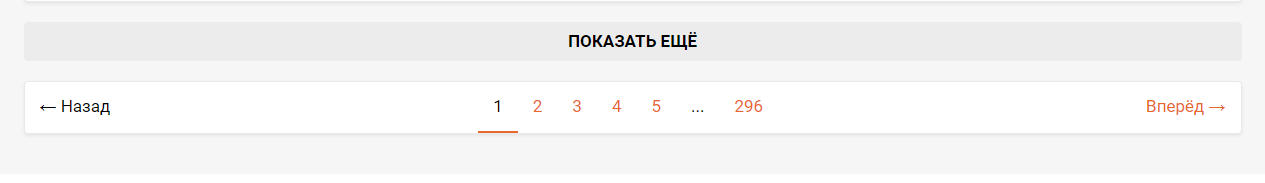 ПОКАЗАТЬ ЕЩЁ
← Назад 1 2 3 4 5 ... 296 Вперёд →